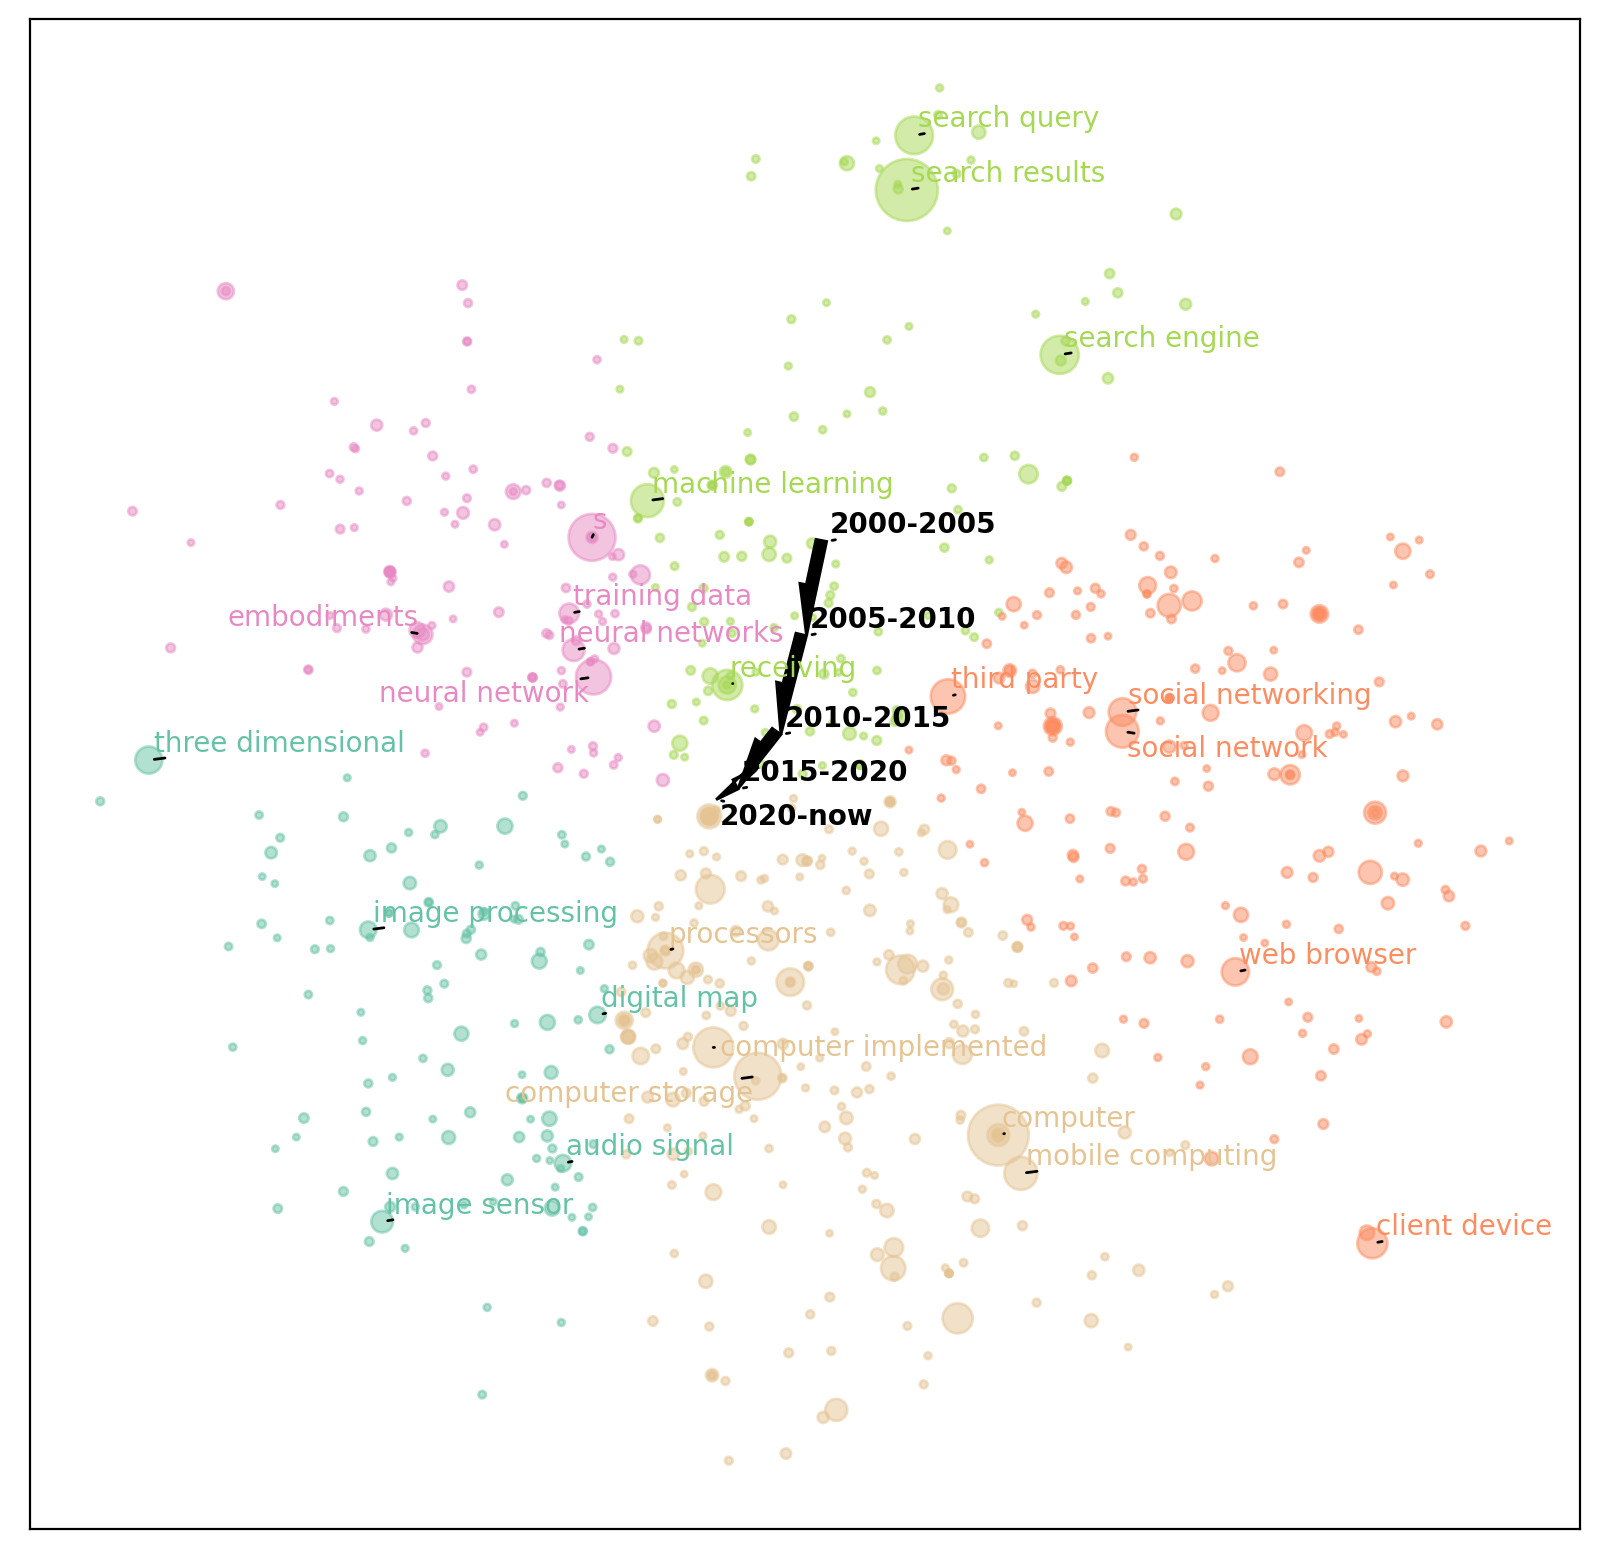 search query
search results
search engine
machine learning
s
2000-2005
training data
embodiments
2005-2010
neural networks
receiving
third party
neural network
social networking
2010-2015
three dimensional
social network
2015-2020
2020-now
image processing
processors
web browser
digital map
computer implemented
computer storage
computer
audio signal
mobile computing
image sensor
client device